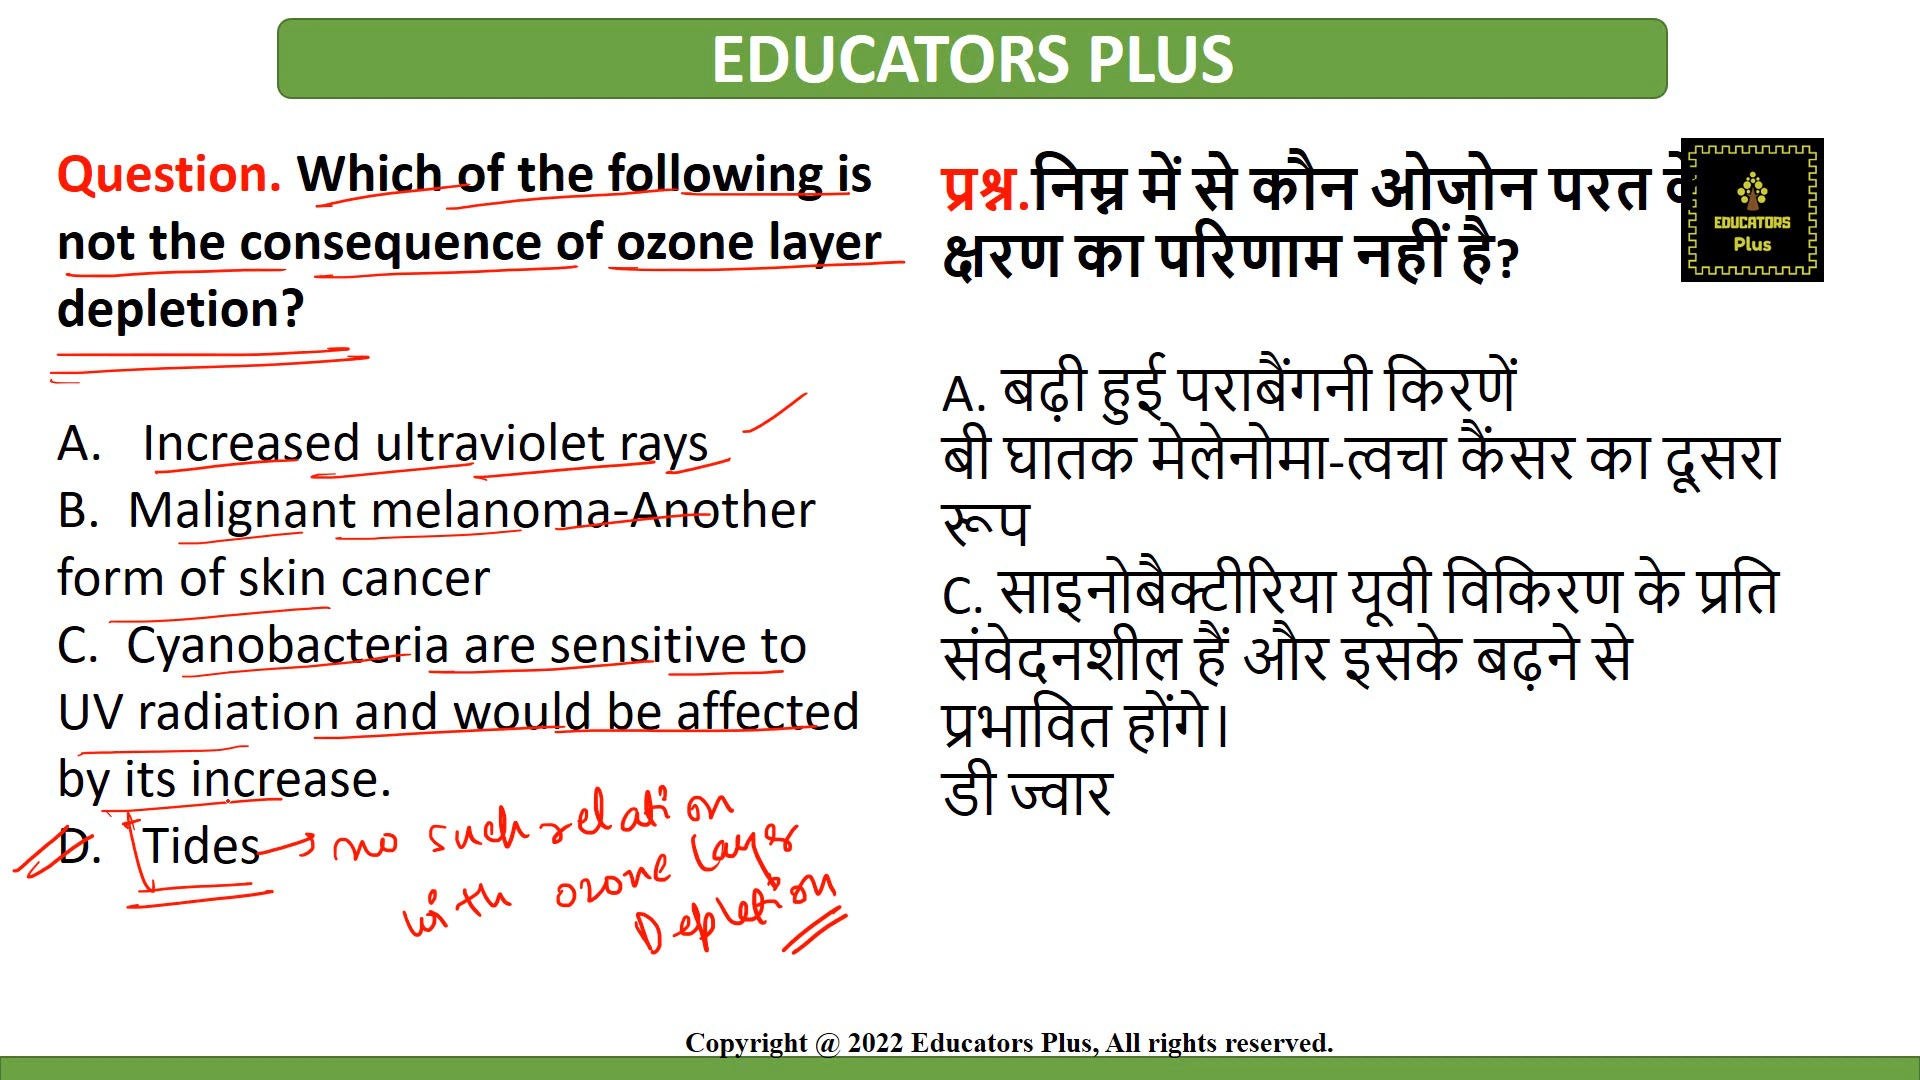 EDUCATORS PLUS
Question. Which of the following is
not the consequence of ozone layer
depletion?
A. Increased ultraviolet rays
B. Malignant melanoma-Another
form of skin cancer
C. Cyanobacteria are sensitive to
UV radiation and would be affected
by its increase.
D. Tides
no such relation
with ozone Layer
Depletion
प्रश्न.निम्न में से कौन ओजोन परत के
क्षरण का परिणाम नहीं है?
A. बढ़ी हुई पराबैंगनी किरणें
बी घातक मेलेनोमा-त्वचा कैंसर का दूसरा
रूप
C. साइनोबैक्टीरिया यूवी विकिरण के प्रति
संवेदनशील हैं और इसके बढ़ने से
प्रभावित होंगे।
डी ज्वार
EDUCATORS
Plus
Copyright @ 2022 Educators Plus, All rights reserved.